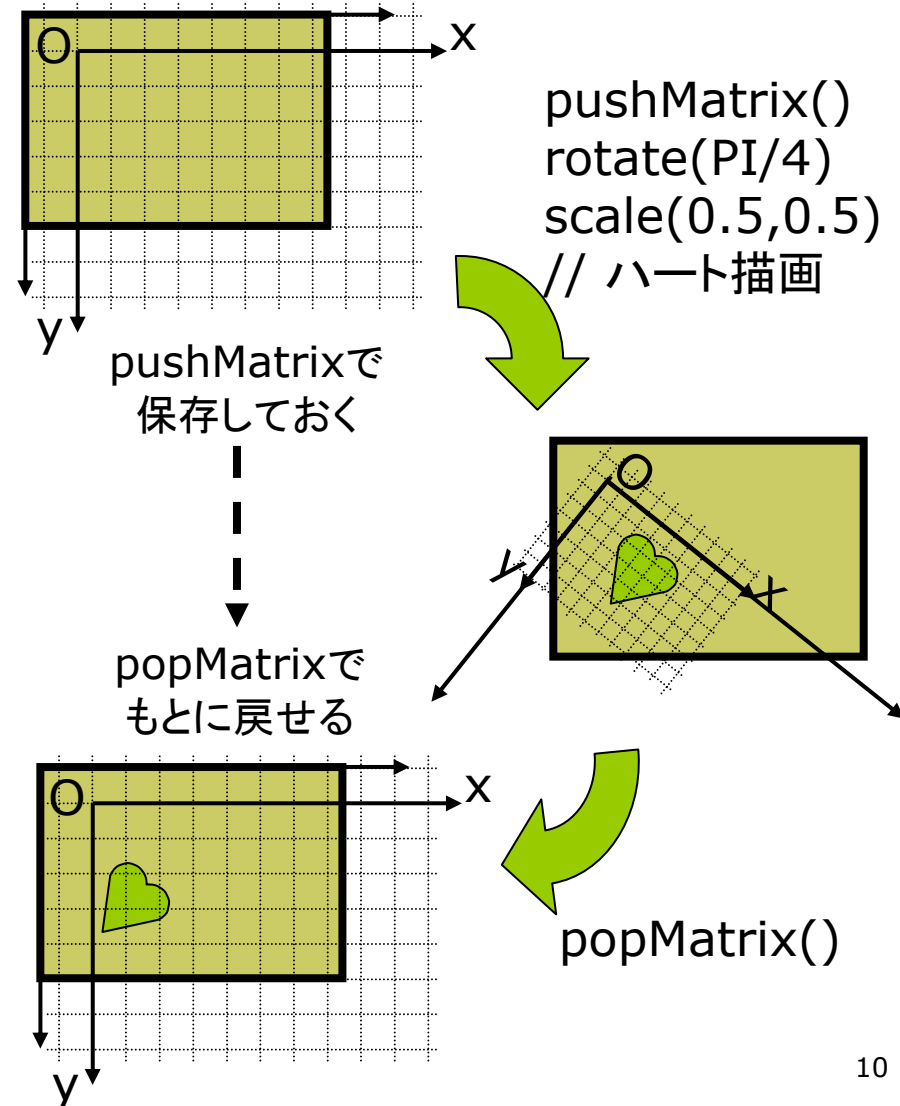 O
x
y
pushMatrix()
rotate(PI/4)
scale(0.5,0.5)
// ハート描画
pushMatrixで
保存しておく
O
y
x
popMatrixで
もとに戻せる
O
x
y
popMatrix()
10